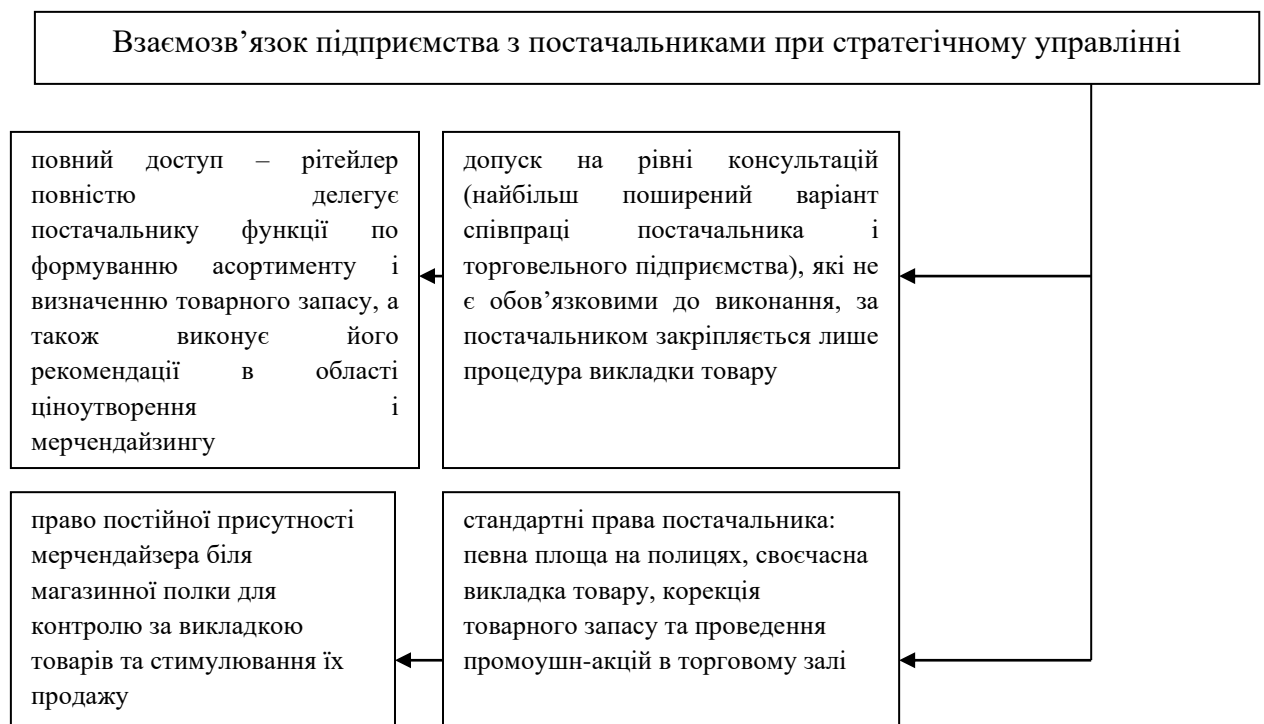 Взаємозв’язок підприємства з постачальниками при стратегічному управлінні
повний доступ – рітейлер
повністю делегує
постачальнику функції по
формуванню асортименту і
визначенню товарного запасу, а
також виконує його
рекомендації в області
ціноутворення і
мерчендайзингу
допуск на рівні консультацій
(найбільш поширений варіант
співпраці постачальника і
торговельного підприємства), які не
є обов’язковими до виконання, за
постачальником закріпляється лише
процедура викладки товару
право постійної присутності
мерчендайзера біля
магазинної полки для
контролю за викладкою
товарів та стимулювання їх
продажу
стандартні права постачальника:
певна площа на полицях, своєчасна
викладка товару, корекція
товарного запасу та проведення
промоушн-акцій в торговому залі